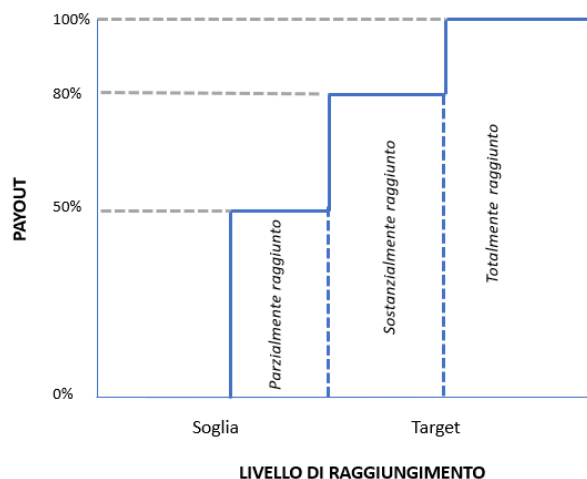 100%
80%
50%
0%
PAYOUT
Parzialmente raggiunto
Sostanzialmente raggiunto
Totalmente raggiunto
Soglia
Target
LIVELLO DI RAGGIUNGIMENTO